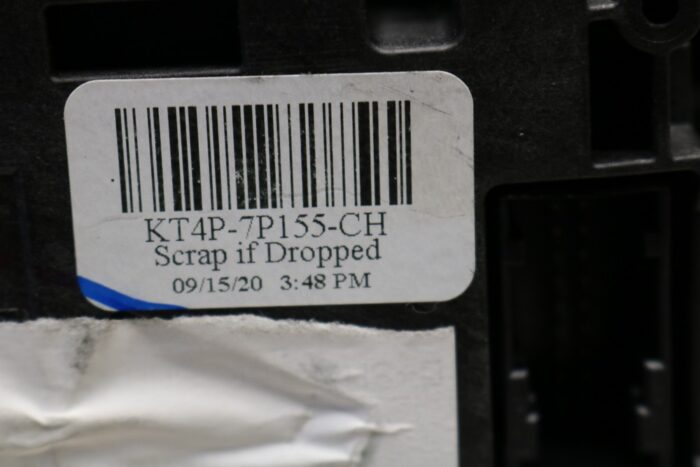 KT4P-7P155-CH
Scrap if Dropped
09/15/20 3:48 PM